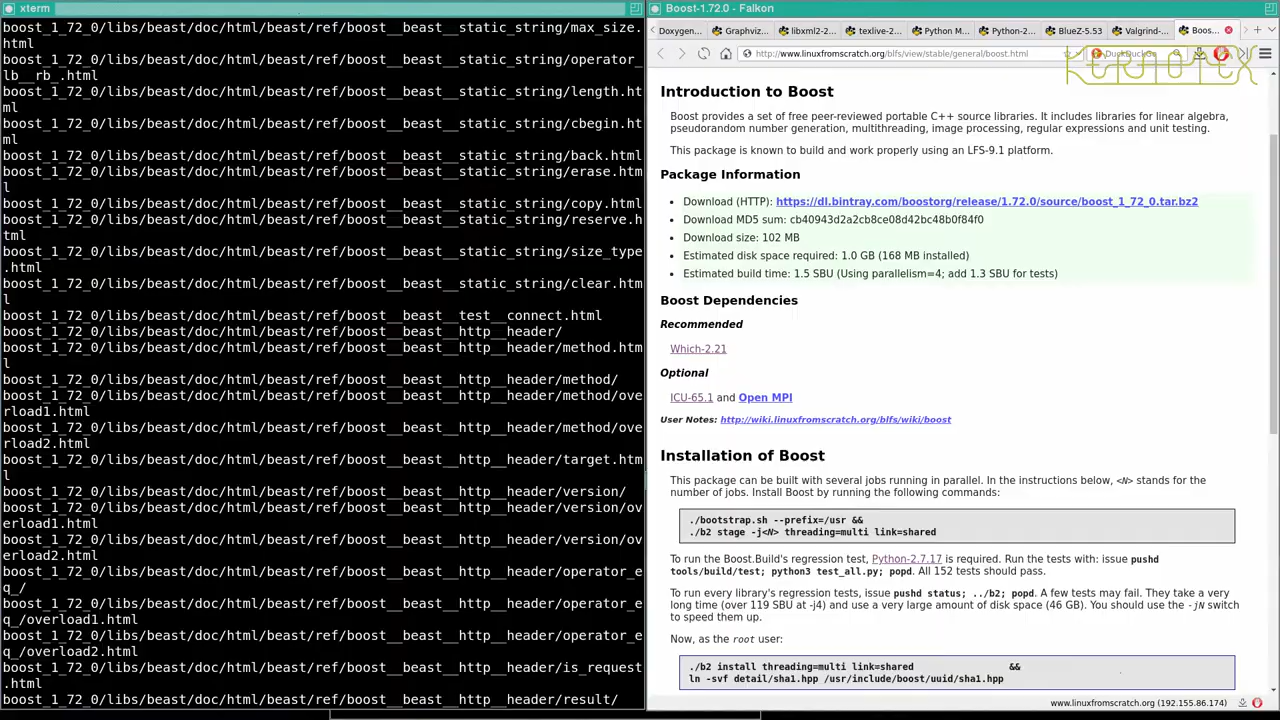 xterm
boost_1_72_0/libs/beast/doc/html/beast/ref/boost__beast__static_string/max_size.
html
boost_1_72_0/libs/beast/doc/html/beast/ref/boost__beast__static_string/operator_
lb__rb_.html
boost_1_72_0/libs/beast/doc/html/beast/ref/boost__beast__static_string/length.ht
ml
boost_1_72_0/libs/beast/doc/html/beast/ref/boost__beast__static_string/cbegin.ht
ml
boost_1_72_0/libs/beast/doc/html/beast/ref/boost__beast__static_string/back.html
boost_1_72_0/libs/beast/doc/html/beast/ref/boost__beast__static_string/erase.htm
l
boost_1_72_0/libs/beast/doc/html/beast/ref/boost__beast__static_string/copy.html
boost_1_72_0/libs/beast/doc/html/beast/ref/boost__beast__static_string/reserve.h
tml
boost_1_72_0/libs/beast/doc/html/beast/ref/boost__beast__static_string/size_type
.html
boost_1_72_0/libs/beast/doc/html/beast/ref/boost__beast__static_string/clear.htm
l
boost_1_72_0/libs/beast/doc/html/beast/ref/boost__beast__test__connect.html
boost_1_72_0/libs/beast/doc/html/beast/ref/boost__beast__http__header/
boost_1_72_0/libs/beast/doc/html/beast/ref/boost__beast__http__header/method.htm
l
boost_1_72_0/libs/beast/doc/html/beast/ref/boost__beast__http__header/method/
boost_1_72_0/libs/beast/doc/html/beast/ref/boost__beast__http__header/method/ove
rload1.html
boost_1_72_0/libs/beast/doc/html/beast/ref/boost__beast__http__header/method/ove
rload2.html
boost_1_72_0/libs/beast/doc/html/beast/ref/boost__beast__http__header/target.htm
l
boost_1_72_0/libs/beast/doc/html/beast/ref/boost__beast__http__header/version/
boost_1_72_0/libs/beast/doc/html/beast/ref/boost__beast__http__header/version/ov
erload1.html
boost_1_72_0/libs/beast/doc/html/beast/ref/boost__beast__http__header/version/ov
erload2.html
boost_1_72_0/libs/beast/doc/html/beast/ref/boost__beast__http__header/operator_e
q_/
boost_1_72_0/libs/beast/doc/html/beast/ref/boost__beast__http__header/operator_e
q_/overload1.html
boost_1_72_0/libs/beast/doc/html/beast/ref/boost__beast__http__header/operator_e
q_/overload2.html
boost_1_72_0/libs/beast/doc/html/beast/ref/boost__beast__http__header/is_request
.html
boost_1_72_0/libs/beast/doc/html/beast/ref/boost__beast__http__header/result/
Boost-1.72.0 - Falkon
Doxygen... Graphviz... libxml2-2... texlive-2... Python M... Python-2... BlueZ-5.53 Valgrind-... Boos...
http://www.linuxfromscratch.org/blfs/view/stable/general/boost.html DuckDuckGo
KERNOTEX
Introduction to Boost
Boost provides a set of free peer-reviewed portable C++ source libraries. It includes libraries for linear algebra,
pseudorandom number generation, multithreading, image processing, regular expressions and unit testing.
This package is known to build and work properly using an LFS-9.1 platform.
Package Information
• Download (HTTP): https://dl.bintray.com/boostorg/release/1.72.0/source/boost_1_72_0.tar.bz2
• Download MD5 sum: cb40943d2a2cb8ce08d42bc48b0f84f0
• Download size: 102 MB
• Estimated disk space required: 1.0 GB (168 MB installed)
• Estimated build time: 1.5 SBU (Using parallelism=4; add 1.3 SBU for tests)
Boost Dependencies
Recommended
Which-2.21
Optional
ICU-65.1 and Open MPI
User Notes: http://wiki.linuxfromscratch.org/blfs/wiki/boost
Installation of Boost
This package can be built with several jobs running in parallel. In the instructions below, <N> stands for the
number of jobs. Install Boost by running the following commands:
./bootstrap.sh --prefix=/usr &&
./b2 stage -j<N> threading=multi link=shared
To run the Boost.Build's regression test, Python-2.7.17 is required. Run the tests with: issue pushd
tools/build/test; python3 test_all.py; popd. All 152 tests should pass.
To run every library's regression tests, issue pushd status; ../b2; popd. A few tests may fail. They take a very
long time (over 119 SBU at -j4) and use a very large amount of disk space (46 GB). You should use the -jN switch
to speed them up.
Now, as the root user:
./b2 install threading=multi link=shared &&
ln -svf detail/sha1.hpp /usr/include/boost/uuid/sha1.hpp
www.linuxfromscratch.org (192.155.86.174)